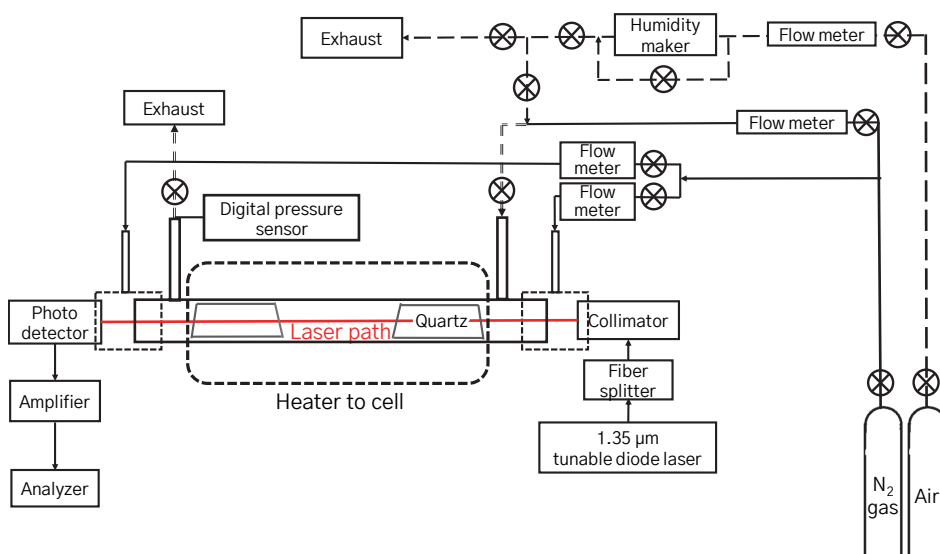 Exhaust
Humidity
maker
Flow meter
Exhaust
Flow meter
Flow
meter
Flow
meter
Digital pressure
sensor
Photo
detector
Laser path
Quartz
Collimator
Heater to cell
Fiber
splitter
Amplifier
1.35 µm
tunable diode laser
Analyzer
N₂
gas
Air